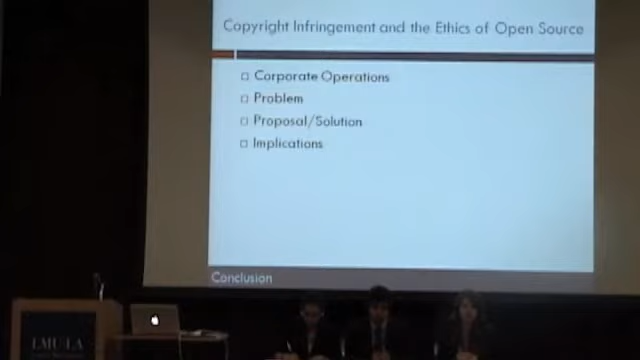 Copyright Infringement and the Ethics of Open Source
Corporate Operations
Problem
Proposal/Solution
Implications
Conclusion
LMU|LA